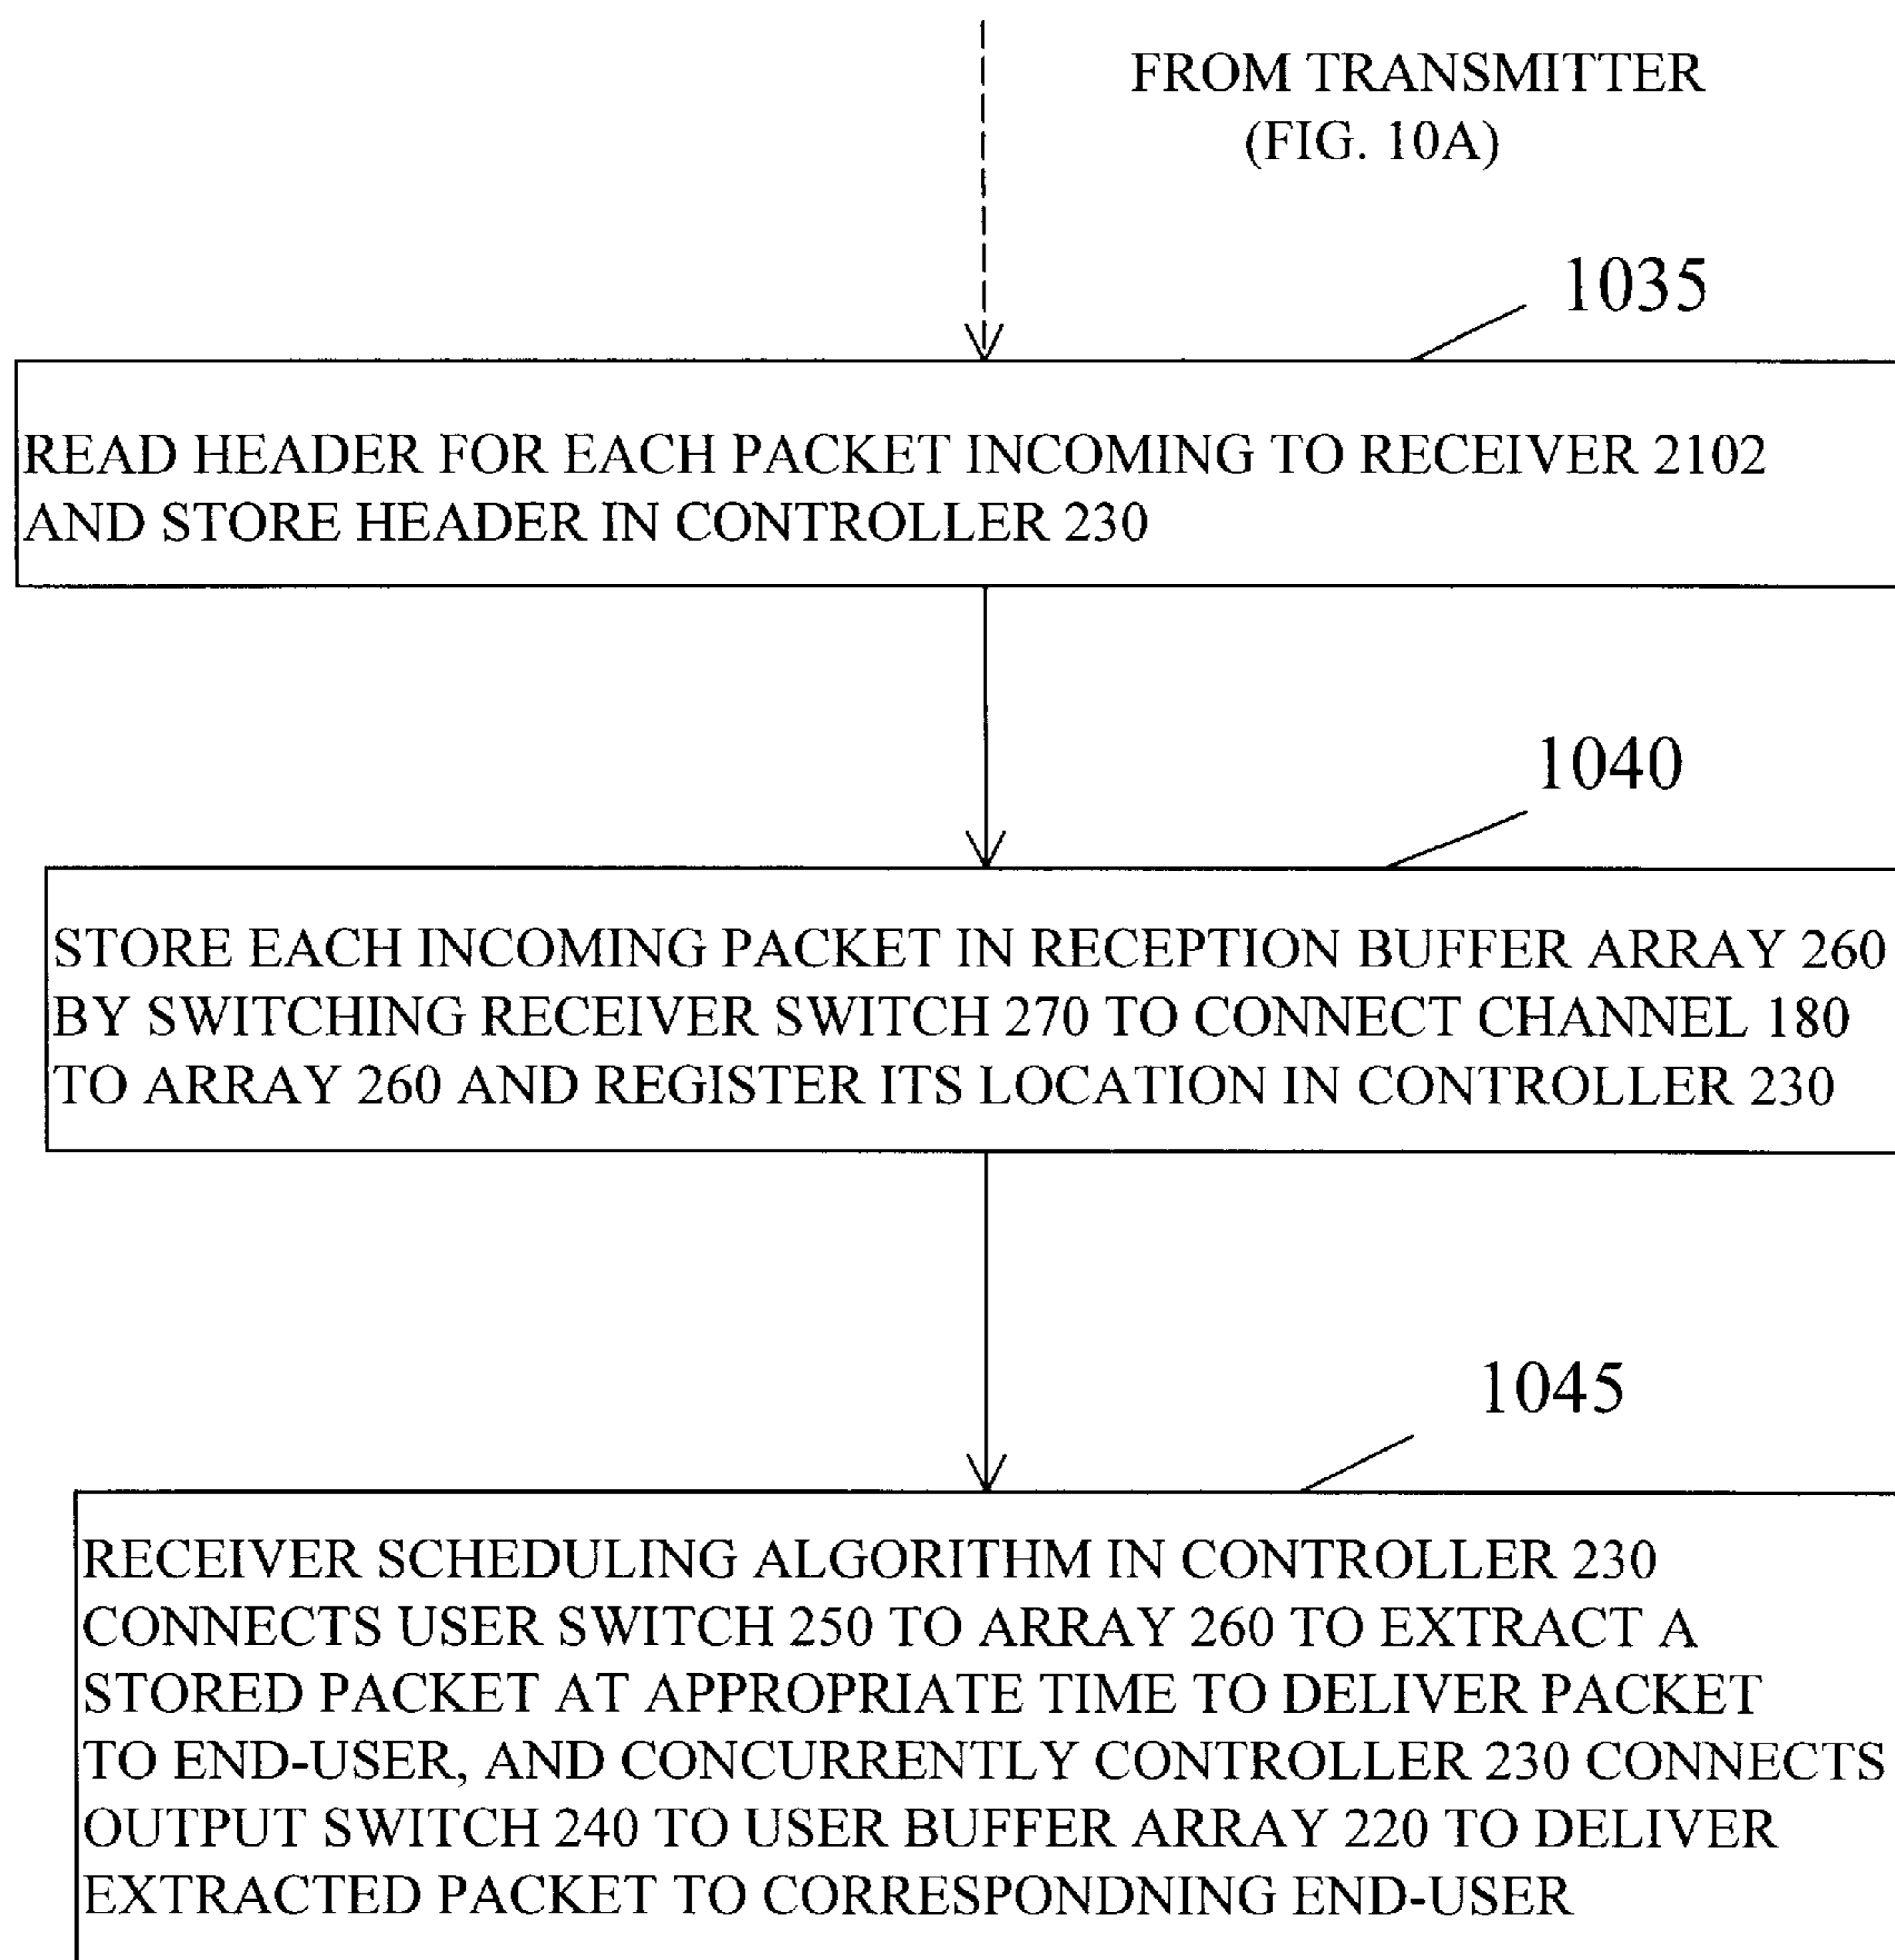 FROM TRANSMITTER
(FIG. 10A)
1035
READ HEADER FOR EACH PACKET INCOMING TO RECEIVER 2102
AND STORE HEADER IN CONTROLLER 230
1040
STORE EACH INCOMING PACKET IN RECEPTION BUFFER ARRAY 260
BY SWITCHING RECEIVER SWITCH 270 TO CONNECT CHANNEL 180
TO ARRAY 260 AND REGISTER ITS LOCATION IN CONTROLLER 230
1045
RECEIVER SCHEDULING ALGORITHM IN CONTROLLER 230
CONNECTS USER SWITCH 250 TO ARRAY 260 TO EXTRACT A
STORED PACKET AT APPROPRIATE TIME TO DELIVER PACKET
TO END-USER, AND CONCURRENTLY CONTROLLER 230 CONNECTS
OUTPUT SWITCH 240 TO USER BUFFER ARRAY 220 TO DELIVER
EXTRACTED PACKET TO CORRESPONDNING END-USER